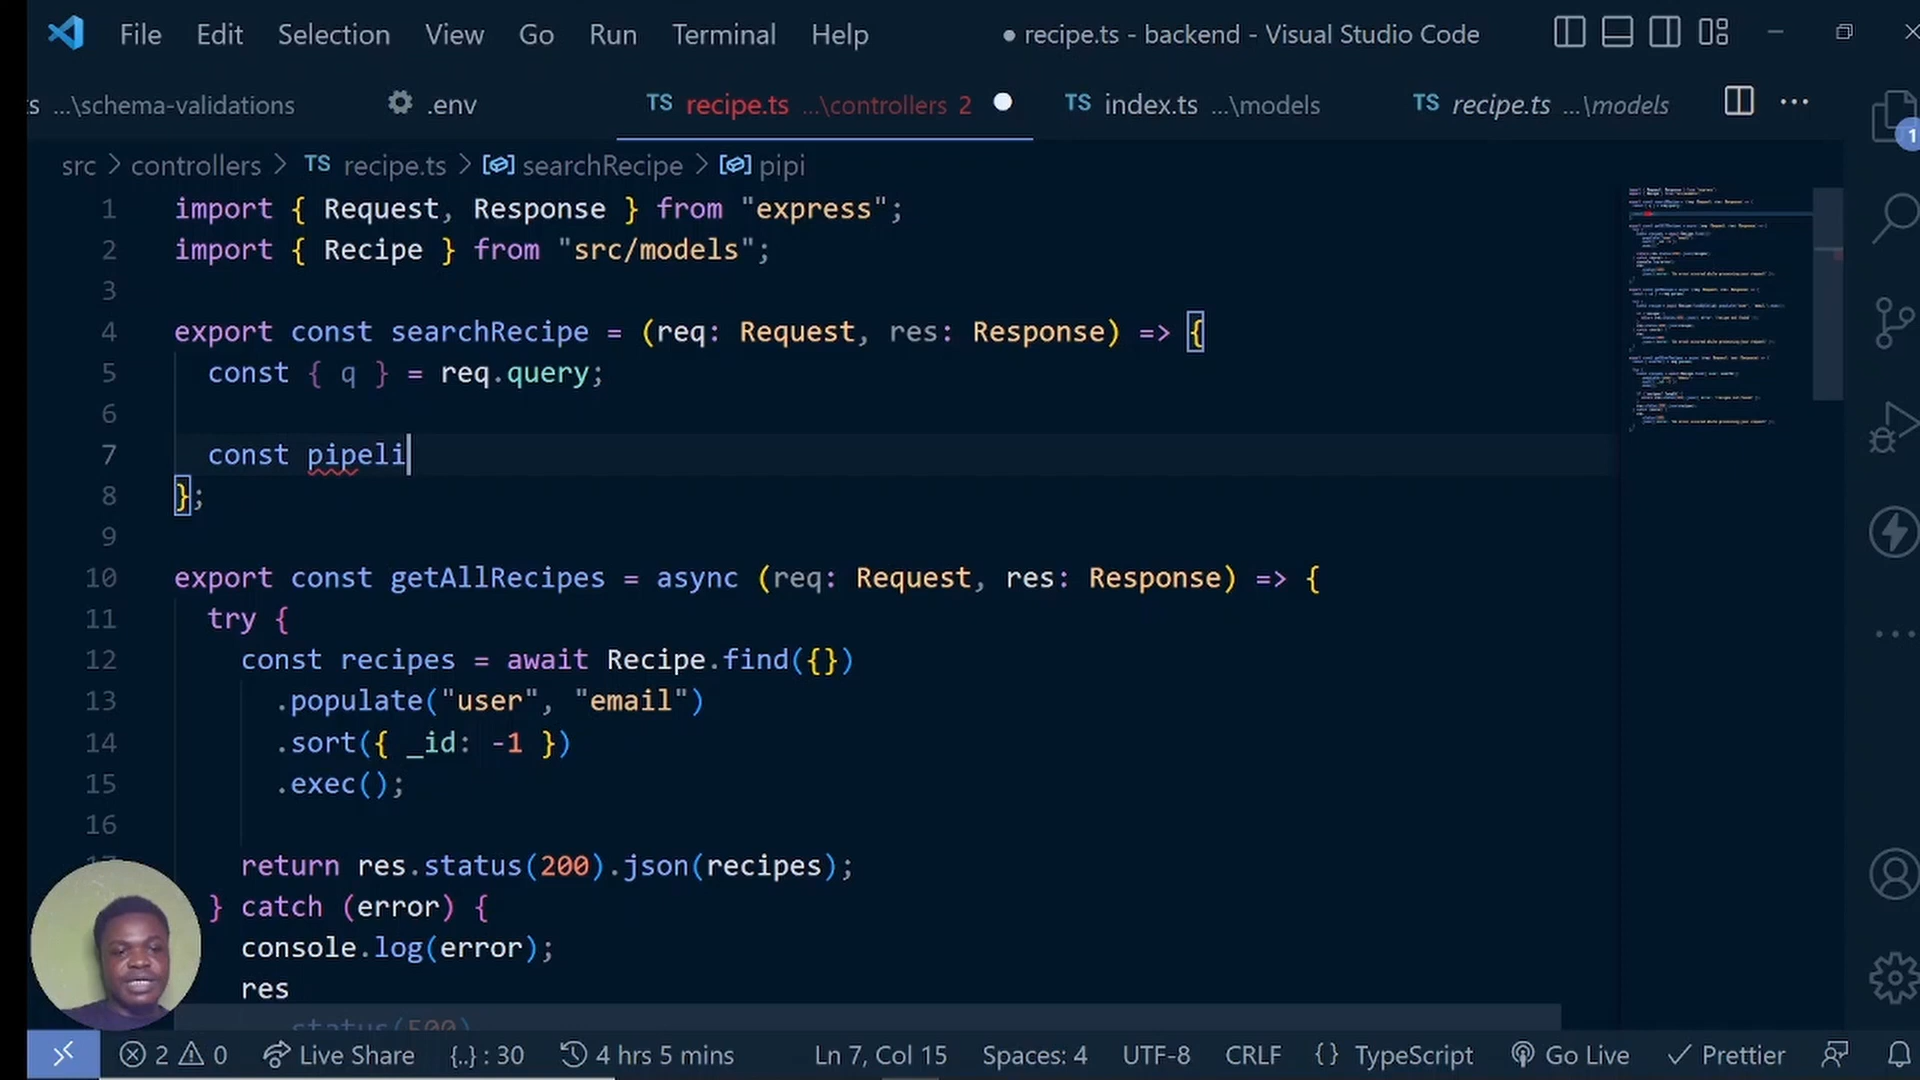 File Edit Selection View Go Run Terminal Help ● recipe.ts - backend - Visual Studio Code
ts ...\schema-validations .env TS recipe.ts ...\controllers 2 TS index.ts ...\models TS recipe.ts ...\models
src > controllers > TS recipe.ts > searchRecipe > pipi
1 import { Request, Response } from "express";
2 import { Recipe } from "src/models";
3
4 export const searchRecipe = (req: Request, res: Response) => {
5 const { q } = req.query;
6
7 const pipeli
8 };
9
10 export const getAllRecipes = async (req: Request, res: Response) => {
11 try {
12 const recipes = await Recipe.find({})
13 .populate("user", "email")
14 .sort({ _id: -1 })
15 .exec();
16
17 return res.status(200).json(recipes);
} catch (error) {
console.log(error);
res
.status(500)
1
2 0 Live Share {..} : 30 4 hrs 5 mins Ln 7, Col 15 Spaces: 4 UTF-8 CRLF {} TypeScript Go Live Prettier